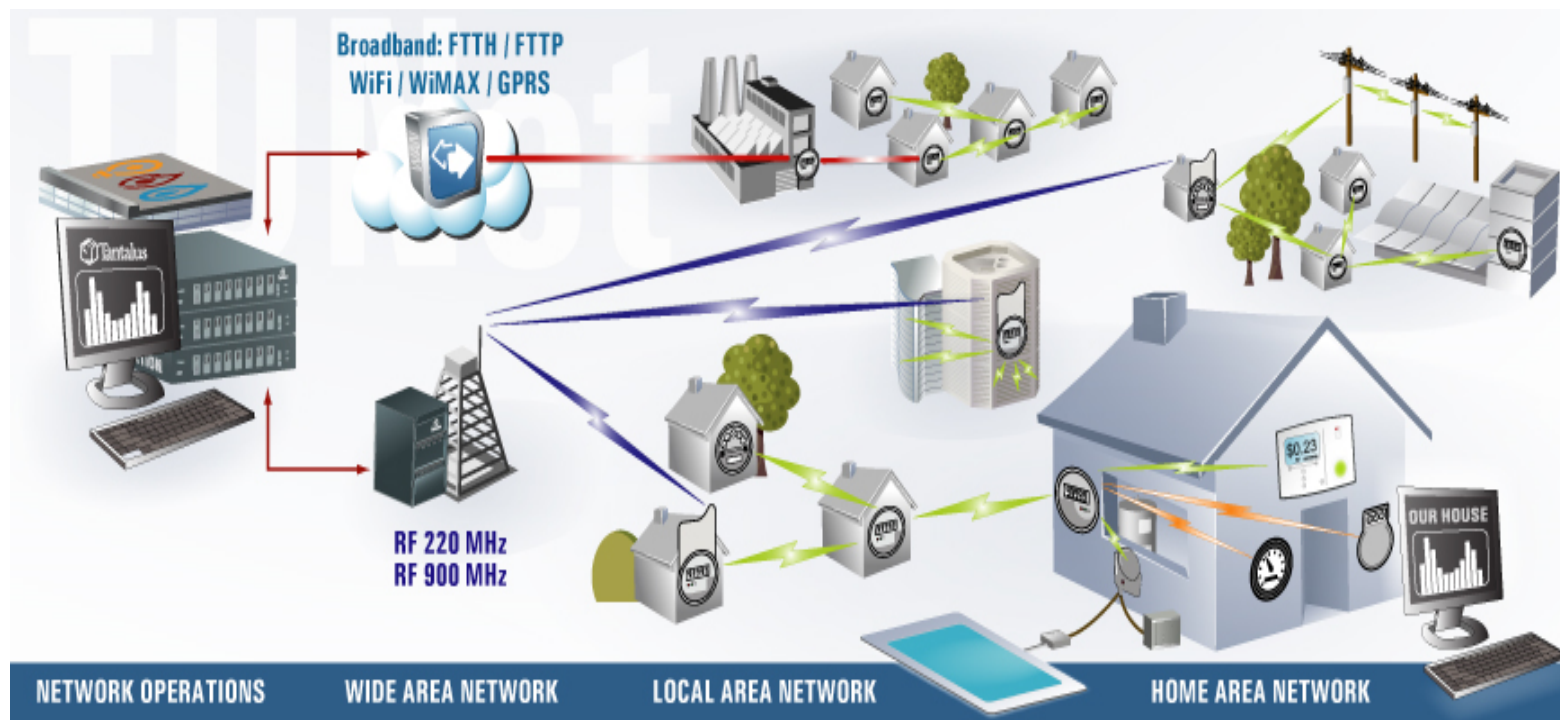 TUNet
Broadband: FTTH / FTTP
WiFi / WiMAX / GPRS
Tantalus
RF 220 MHz
RF 900 MHz
$0.23
OUR HOUSE
NETWORK OPERATIONS
WIDE AREA NETWORK
LOCAL AREA NETWORK
HOME AREA NETWORK